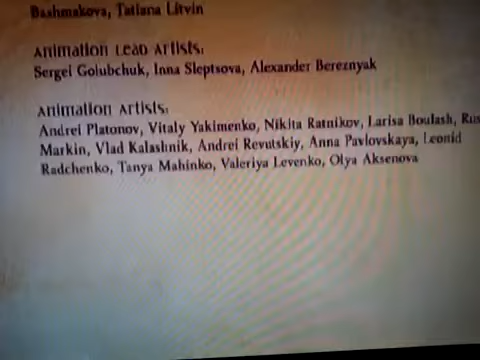 Bashmakova, Tatiana Litvin
Animation Lead Artists:
Sergei Golubchuk, Inna Sleptsova, Alexander Bereznyak
Animation Artists:
Andrei Platonov, Vitaly Yakimenko, Nikita Ratnikov, Larisa Boulash, Rus
Markin, Vlad Kalashnik, Andrei Revutskiy, Anna Pavlovskaya, Leonid
Radchenko, Tanya Mahinko, Valeriya Levenko, Olya Aksenova